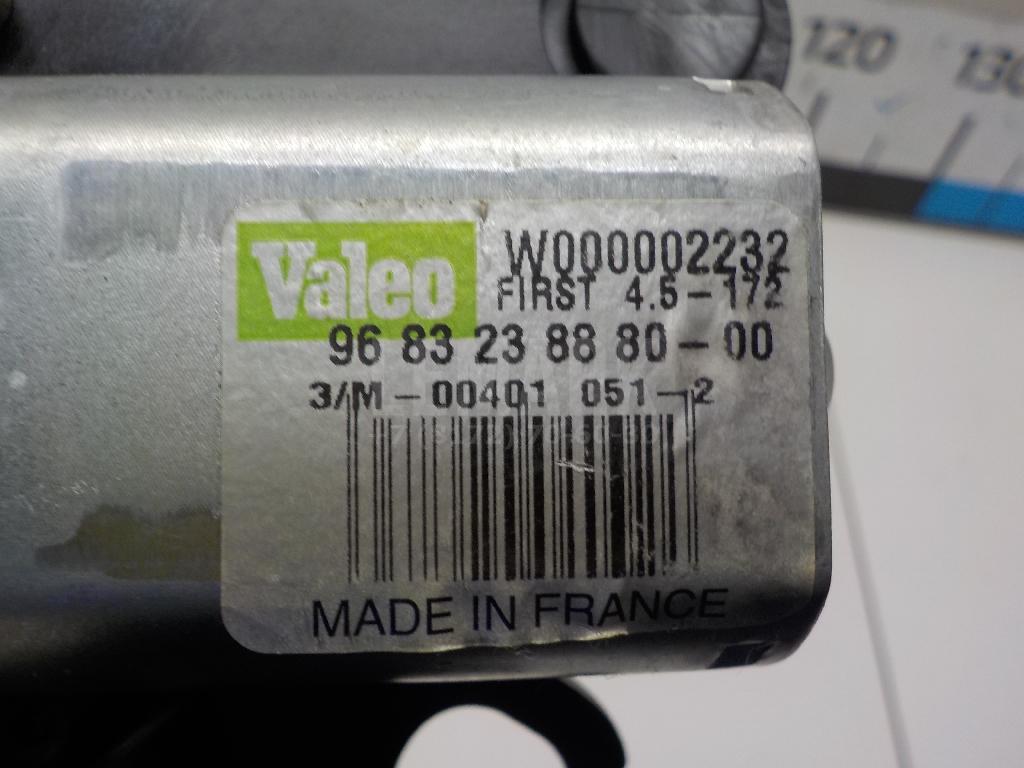 120 130
Valeo
W000002232
FIRST 4.5-172
96 83 23 88 80-00
3/M-00401 051-2
MADE IN FRANCE